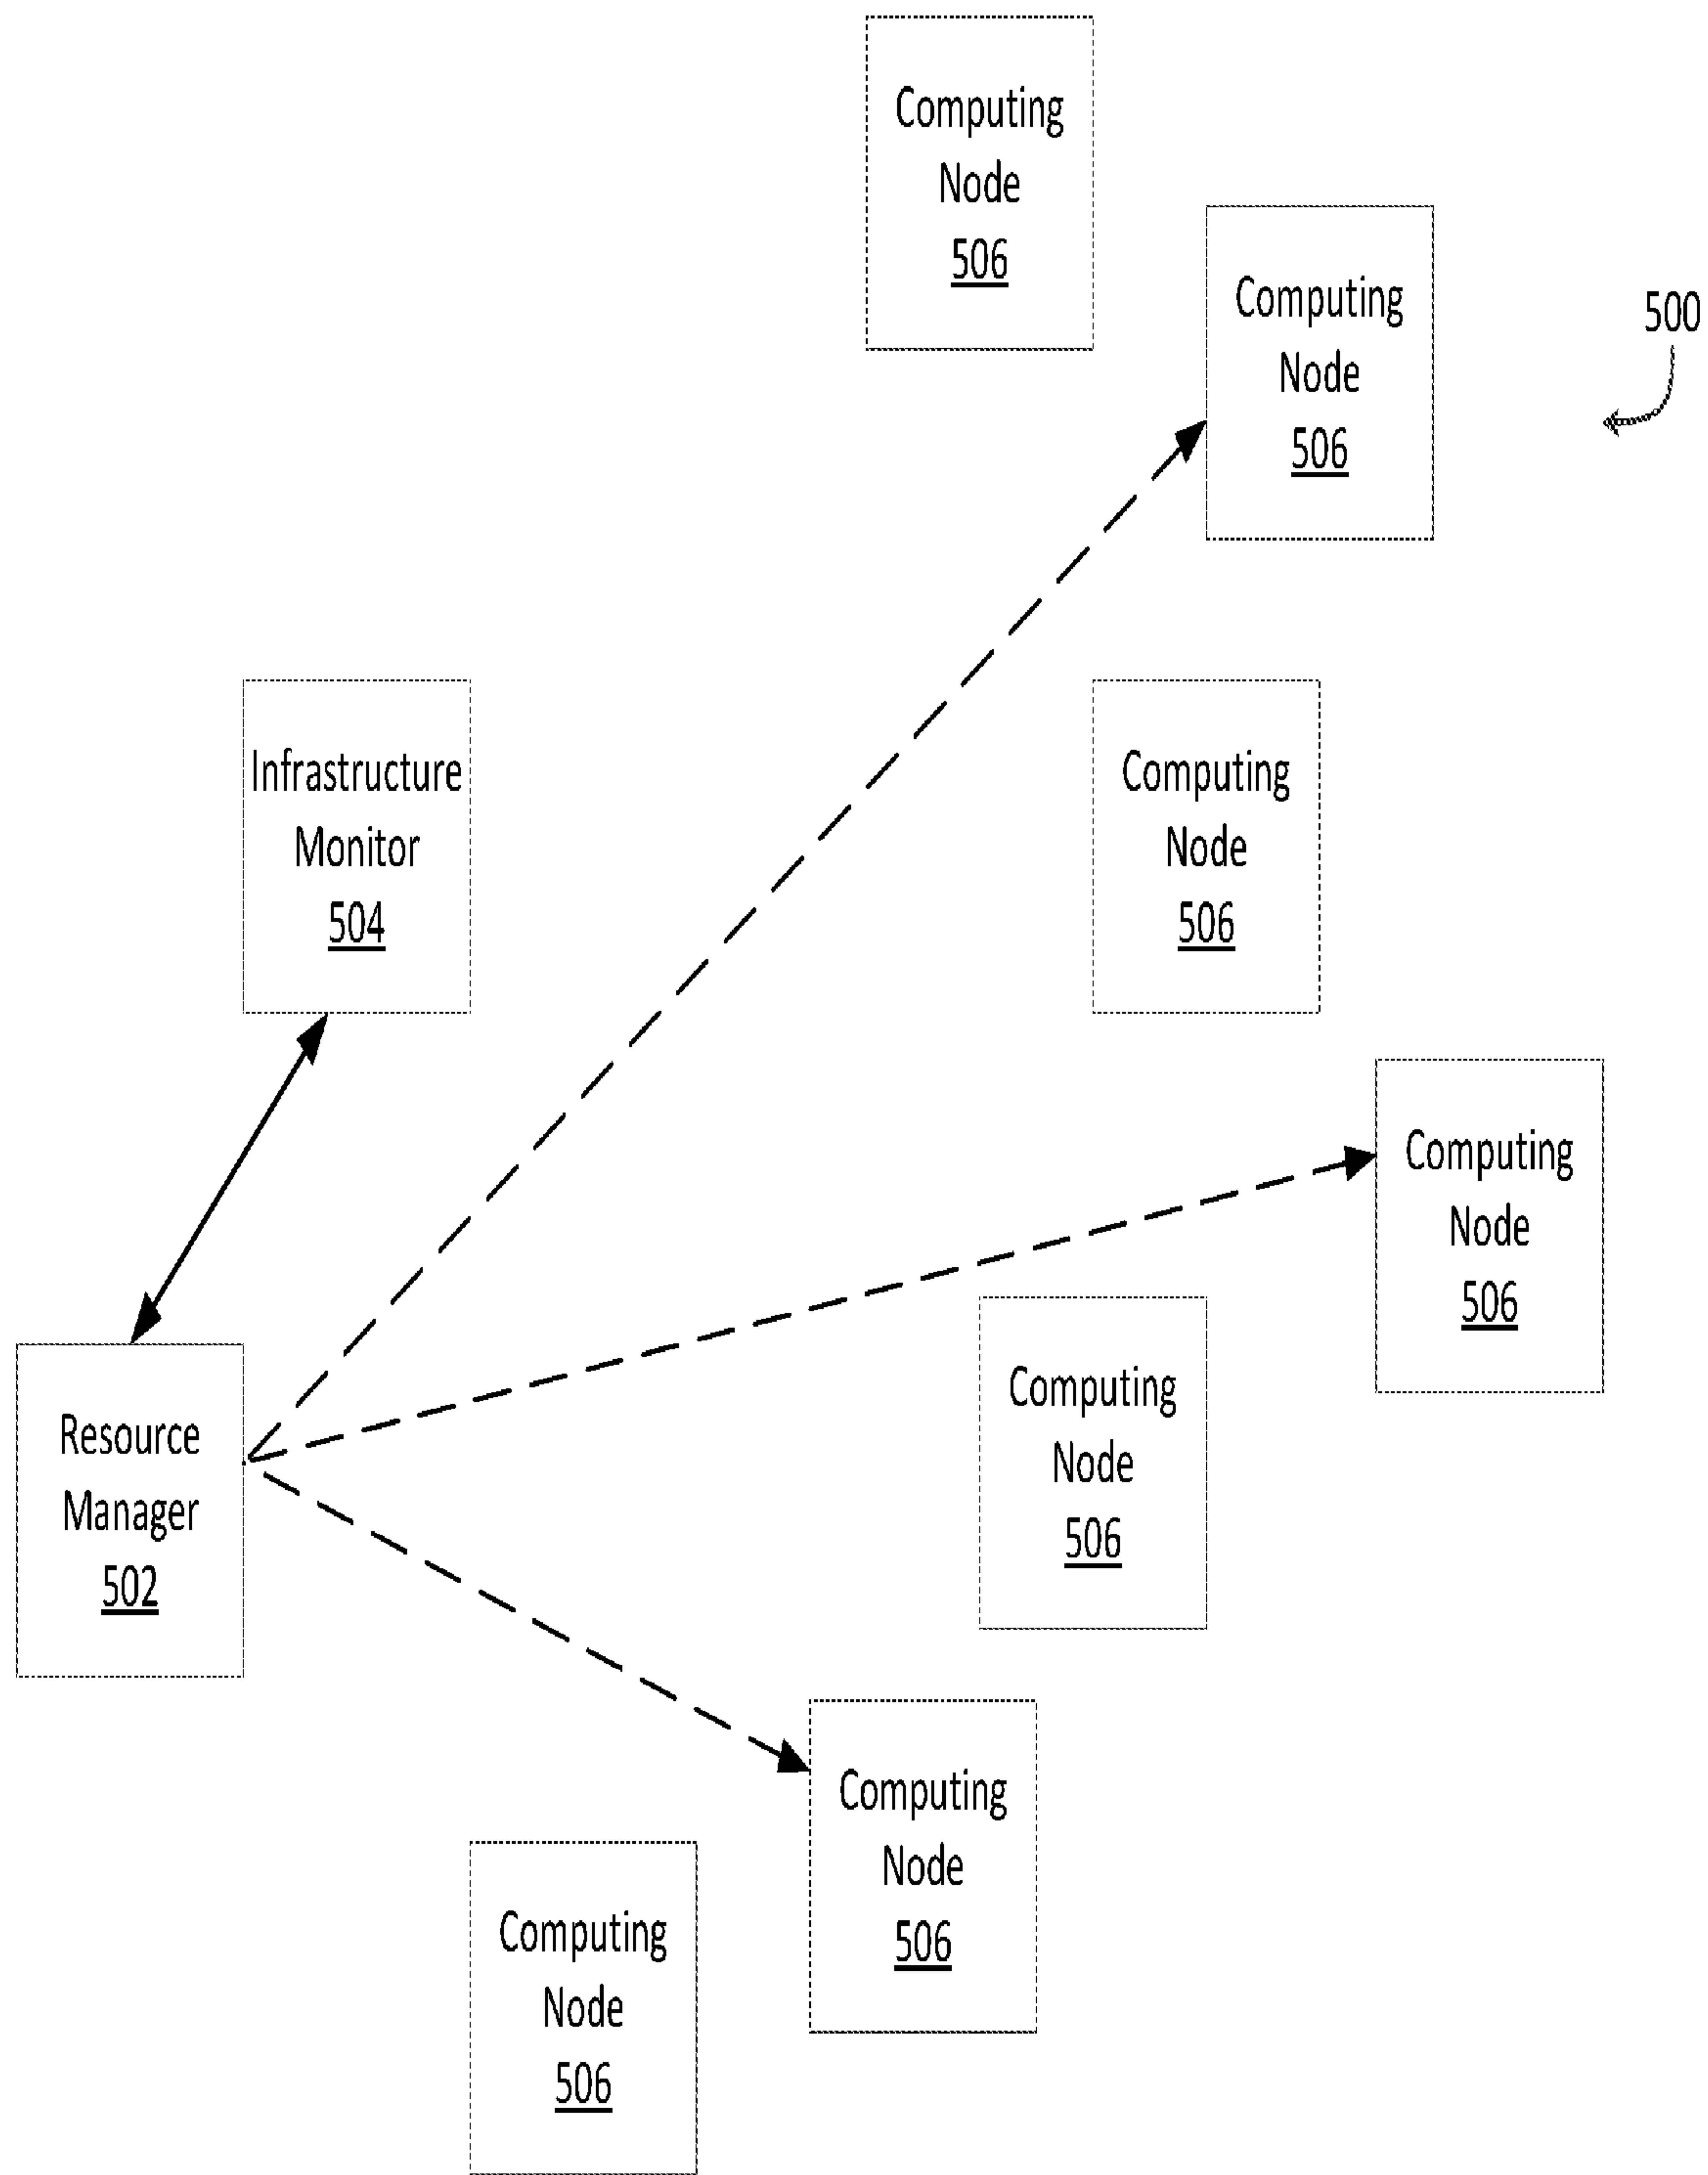 Computing
Node
506
Computing
Node
506
500
Infrastructure
Monitor
504
Computing
Node
506
Computing
Node
506
Computing
Node
506
Resource
Manager
502
Computing
Node
506
Computing
Node
506